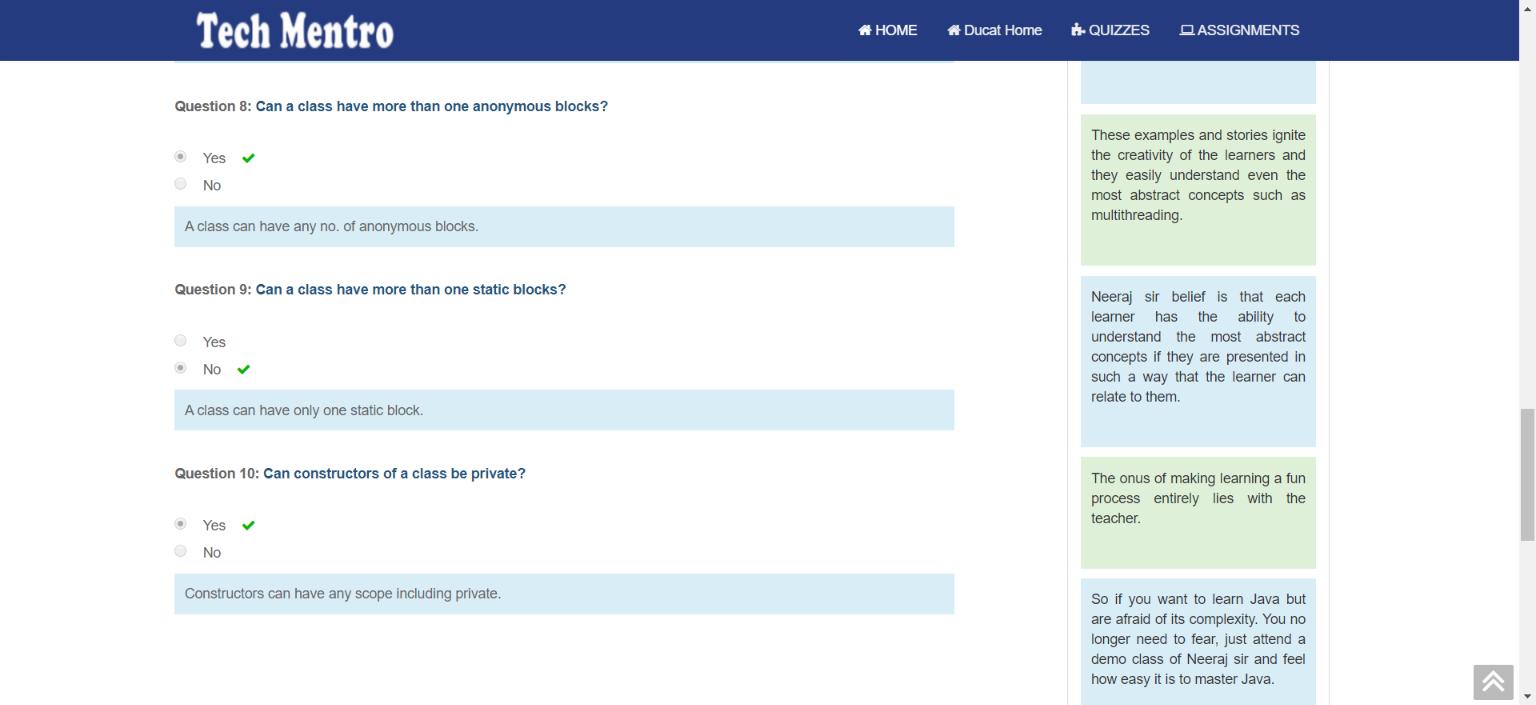 Tech Mentro
HOME
Ducat Home
QUIZZES
ASSIGNMENTS
Question 8: Can a class have more than one anonymous blocks?
Yes
No
A class can have any no. of anonymous blocks.
Question 9: Can a class have more than one static blocks?
Yes
No
A class can have only one static block.
Question 10: Can constructors of a class be private?
Yes
No
Constructors can have any scope including private.
These examples and stories ignite
the creativity of the learners and
they easily understand even the
most abstract concepts such as
multithreading.
Neeraj sir belief is that each
learner has the ability to
understand the most abstract
concepts if they are presented in
such a way that the learner can
relate to them.
The onus of making learning a fun
process entirely lies with the
teacher.
So if you want to learn Java but
are afraid of its complexity. You no
longer need to fear, just attend a
demo class of Neeraj sir and feel
how easy it is to master Java.